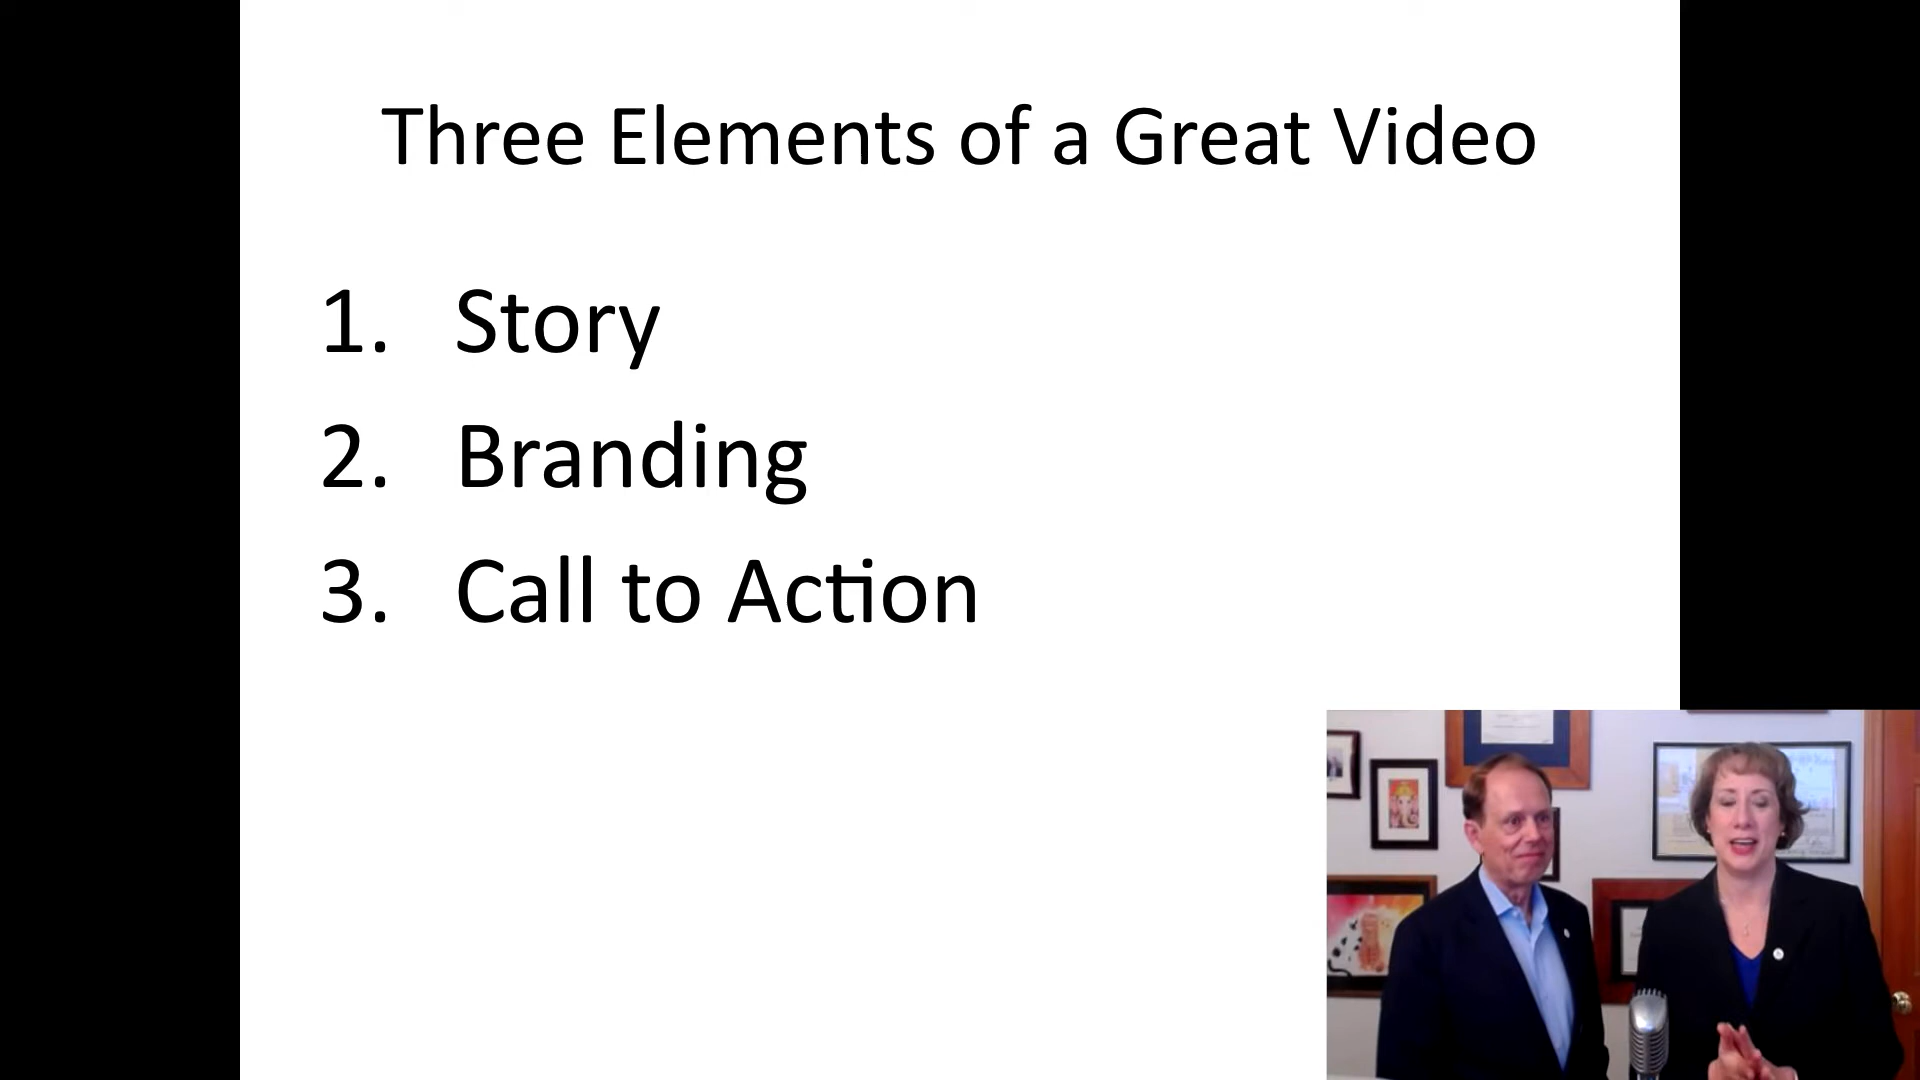 Three Elements of a Great Video
1. Story
2. Branding
3. Call to Action